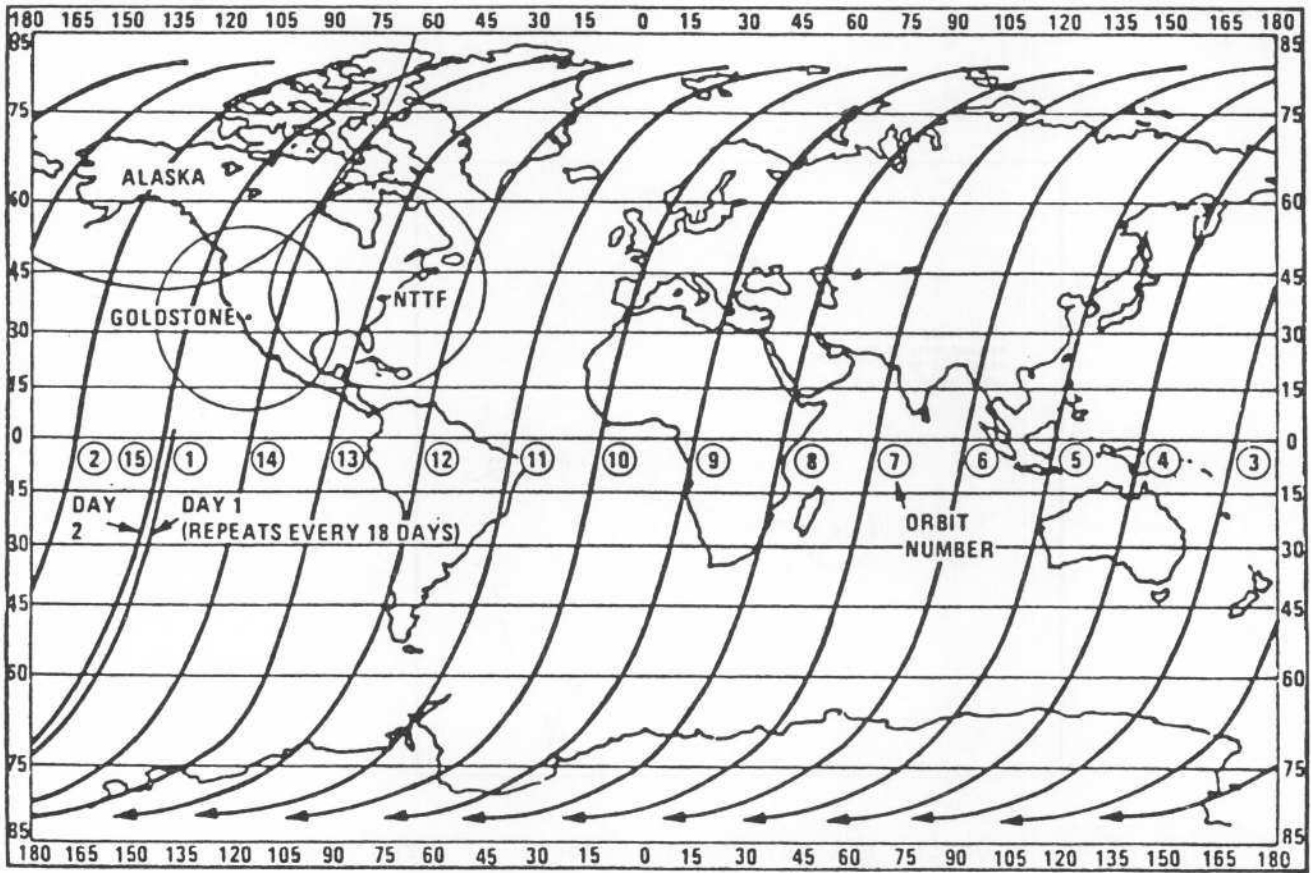 180 165 150 135 120 105 90 75 60 45 30 15 0 15 30 45 60 75 90 105 120 135 150 165 180
85 85
75 75
ALASKA
60 60
45 45
NTTF
GOLDSTONE
30 30
15 15
0 0
2 15 1 14 13 12 11 10 9 8 7 6 5 4 3
15 15
DAY 2
DAY 1
(REPEATS EVERY 18 DAYS)
ORBIT
NUMBER
30 30
45 45
60 60
75 75
85 85
180 165 150 135 120 105 90 75 60 45 30 15 0 15 30 45 60 75 90 105 120 135 150 165 180